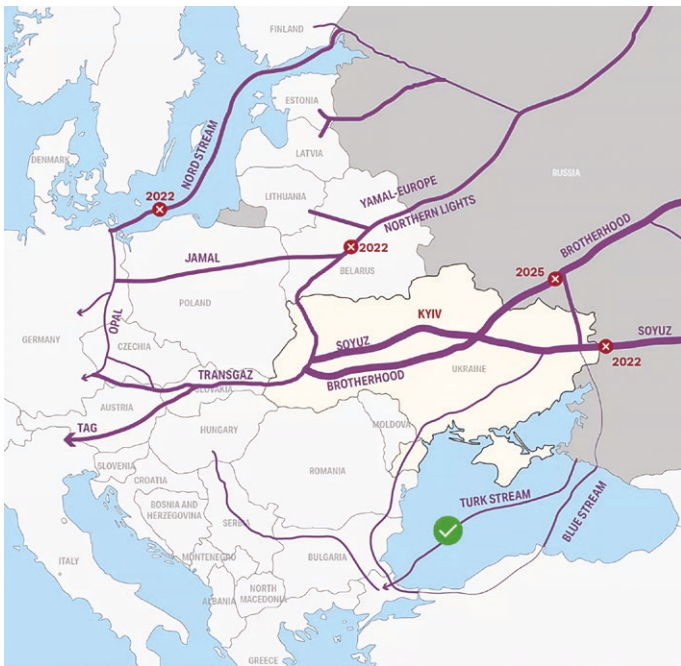 FINLAND
ESTONIA
NORD STREAM
DENMARK
LATVIA
RUSSIA
LITHUANIA
YAMAL-EUROPE
2022
NORTHERN LIGHTS
BROTHERHOOD
2022
JAMAL
BELARUS
2025
POLAND
KYIV
OPAL
SOYUZ
SOYUZ
GERMANY
CZECHIA
2022
TRANSGAZ
UKRAINE
BROTHERHOOD
SLOVAKIA
AUSTRIA
MOLDOVA
TAG
HUNGARY
SLOVENIA
ROMANIA
CROATIA
TURK STREAM
BLUE STREAM
BOSNIA AND
HERZEGOVINA
SERBIA
MONTENEGRO
BULGARIA
ITALY
NORTH
MACEDONIA
ALBANIA
GREECE